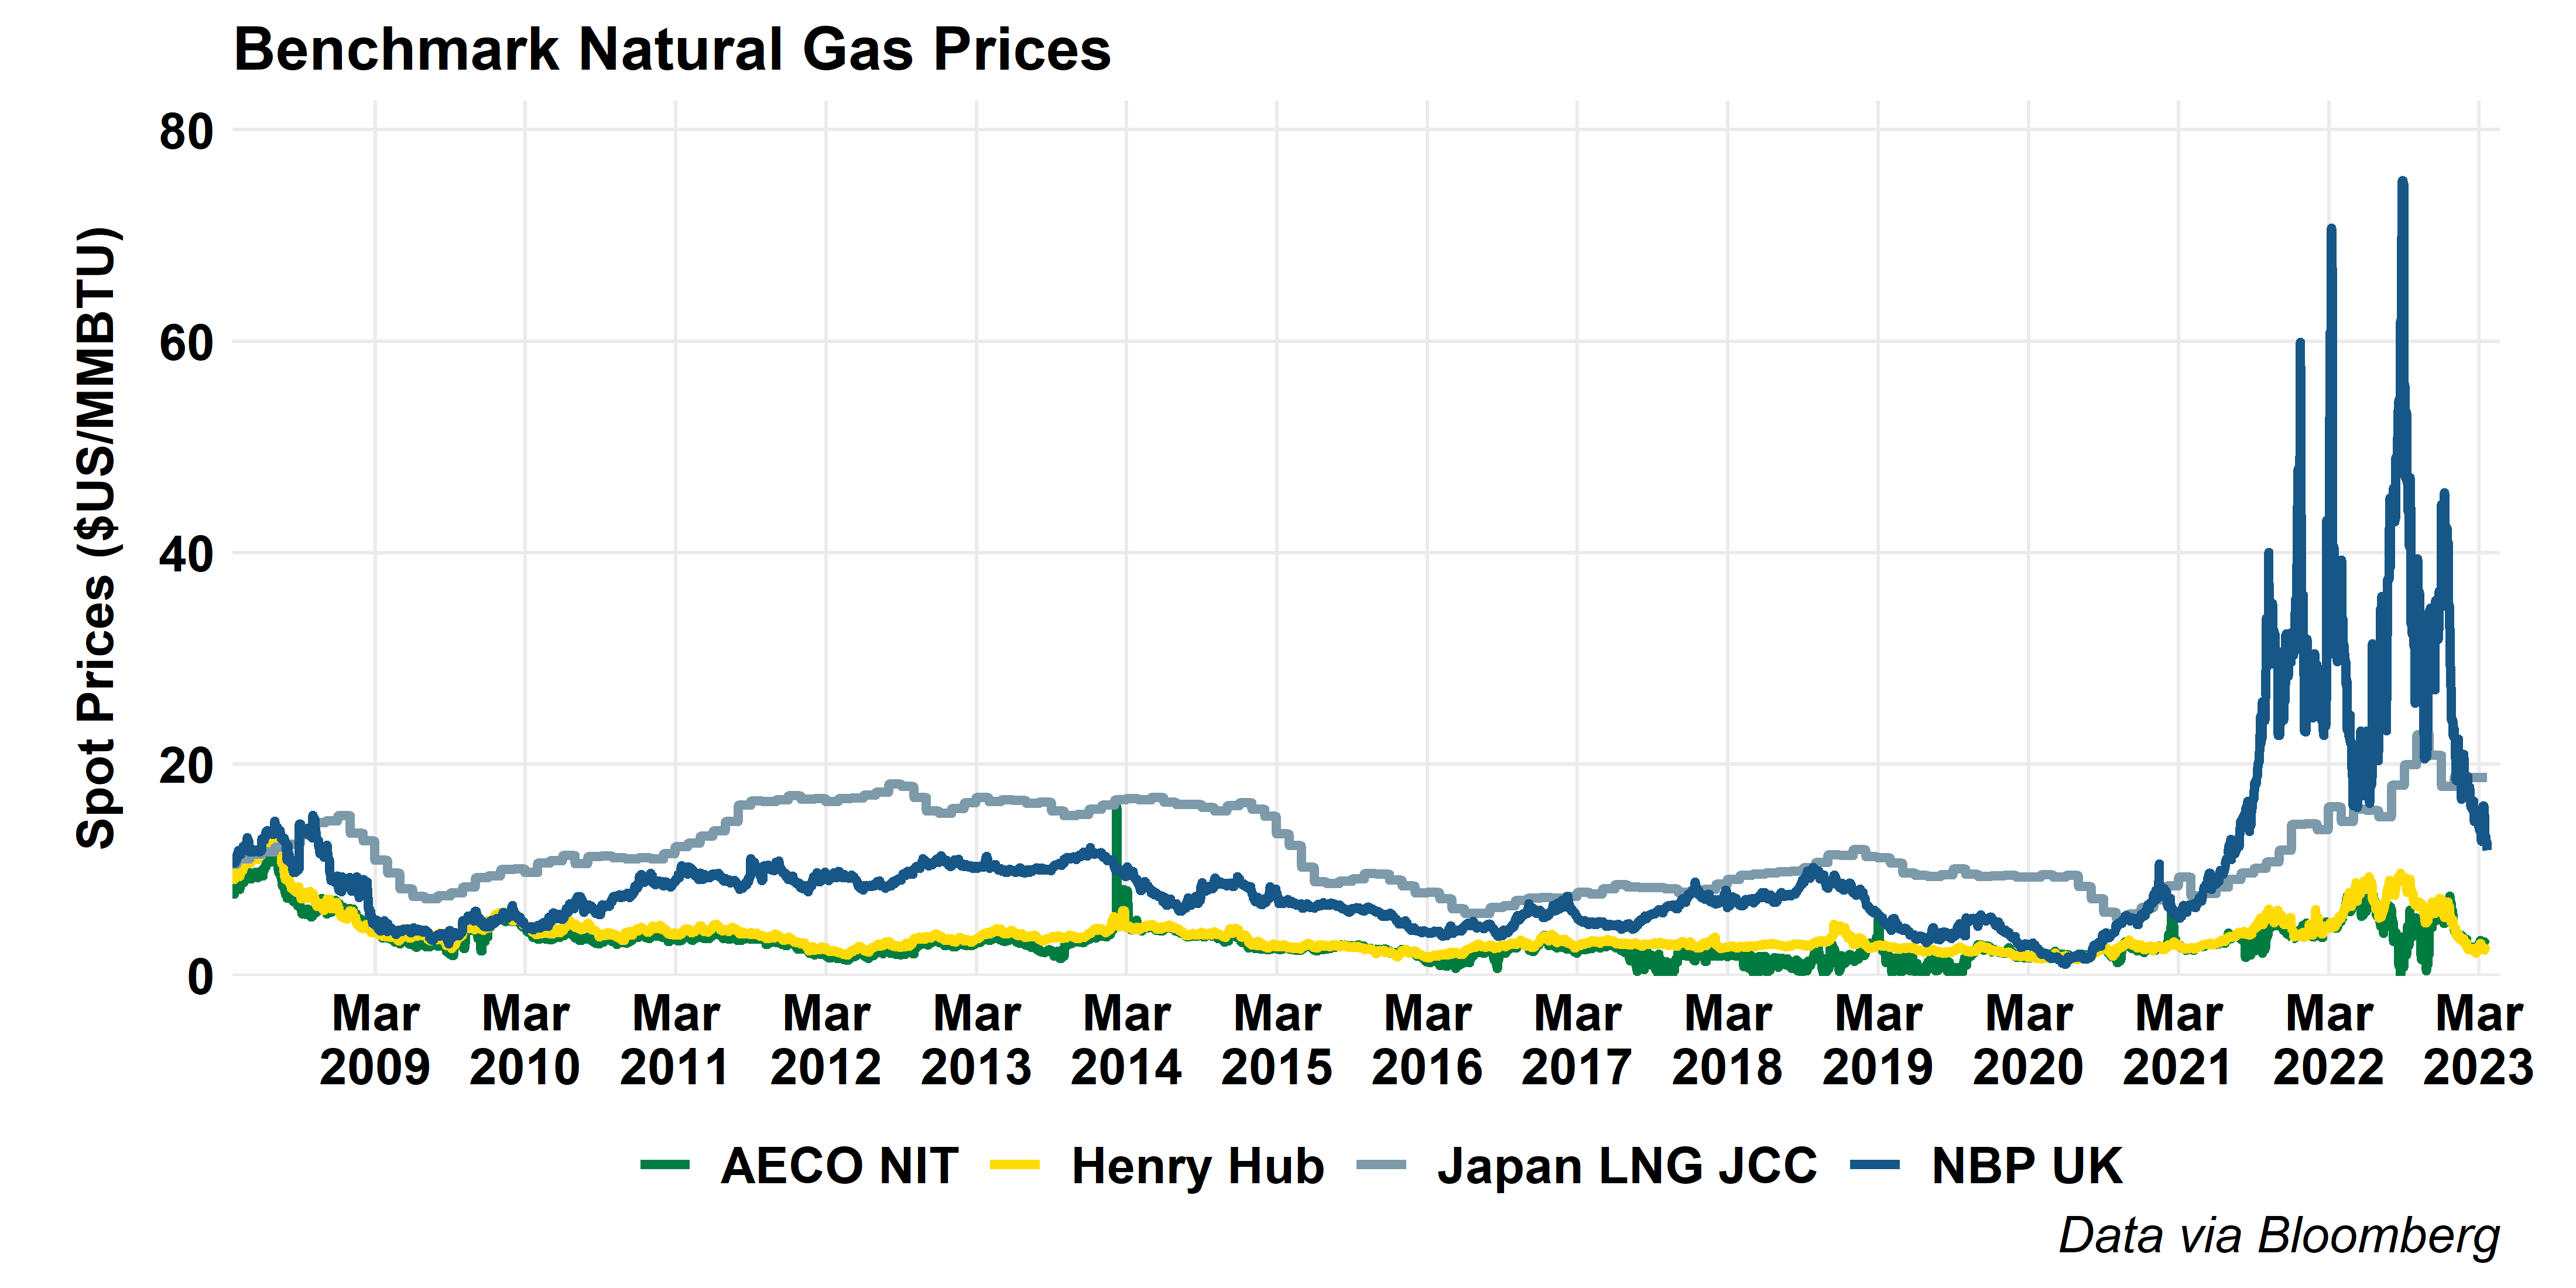 Benchmark Natural Gas Prices
Spot Prices ($US/MMBTU)
80
60
40
20
0
Mar 2009
Mar 2010
Mar 2011
Mar 2012
Mar 2013
Mar 2014
Mar 2015
Mar 2016
Mar 2017
Mar 2018
Mar 2019
Mar 2020
Mar 2021
Mar 2022
Mar 2023
AECO NIT Henry Hub Japan LNG JCC NBP UK
Data via Bloomberg